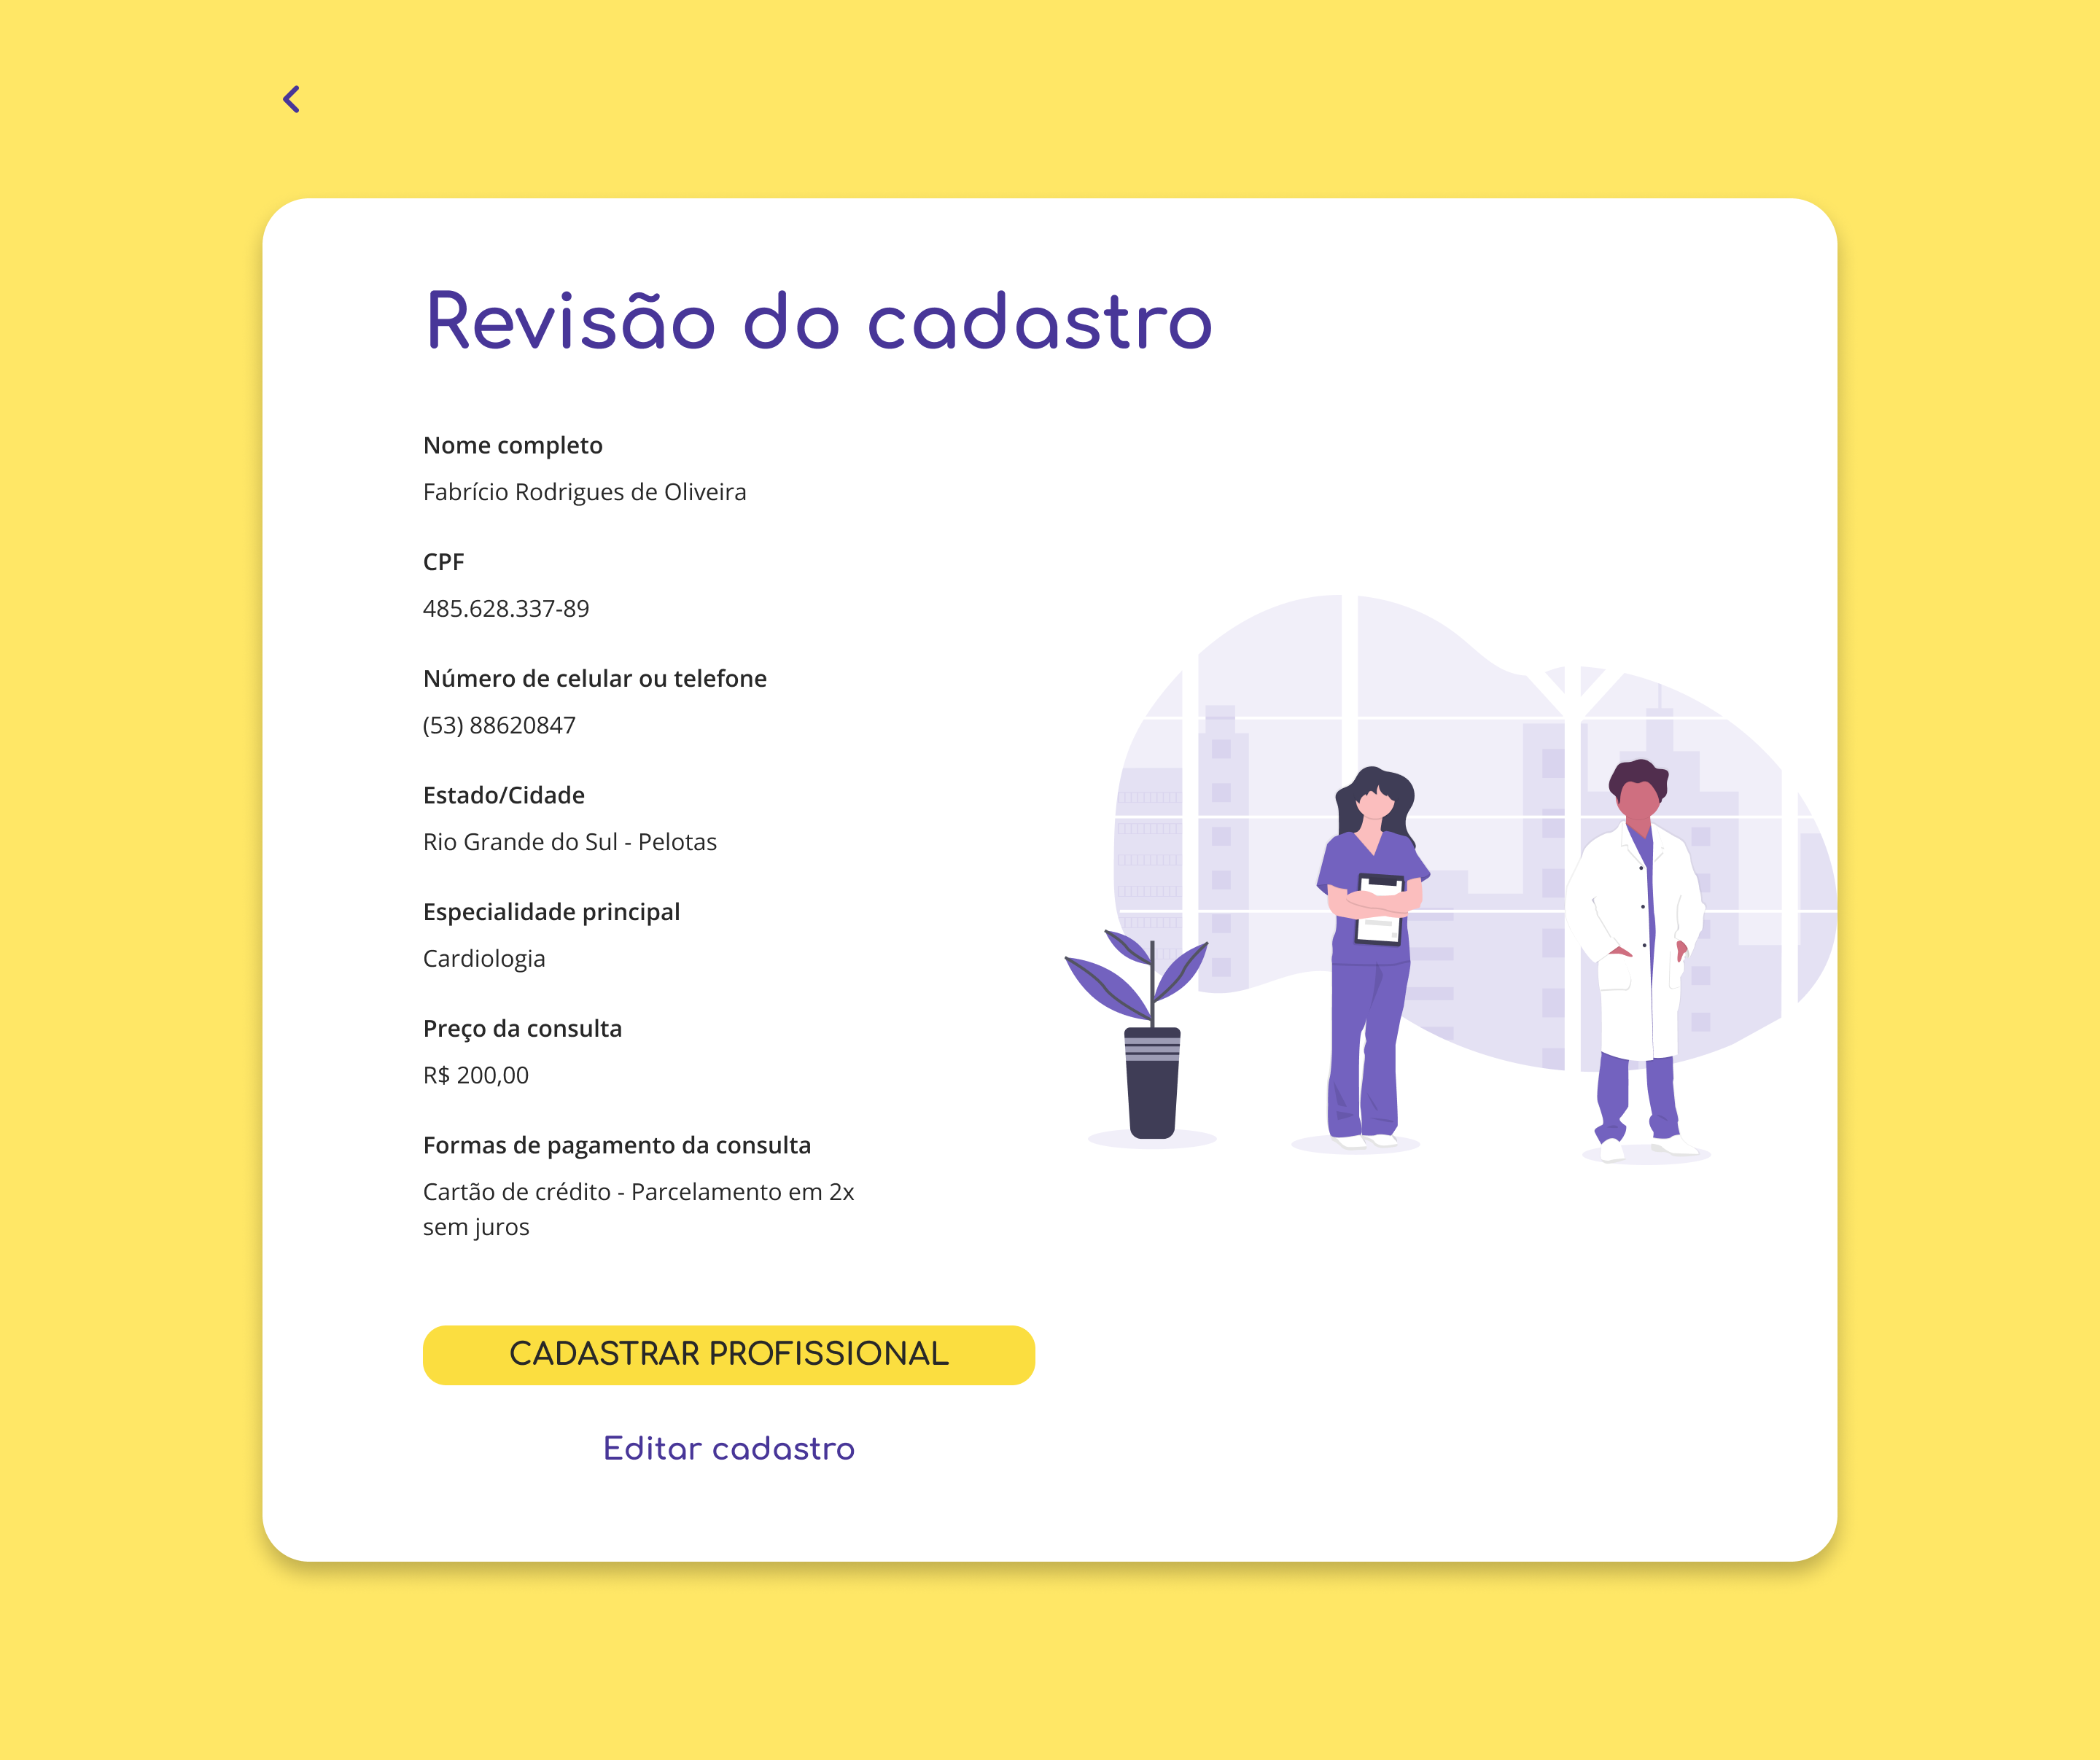 Revisão do cadastro
Nome completo
Fabrício Rodrigues de Oliveira
CPF
485.628.337-89
Número de celular ou telefone
(53) 88620847
Estado/Cidade
Rio Grande do Sul - Pelotas
Especialidade principal
Cardiologia
Preço da consulta
R$ 200,00
Formas de pagamento da consulta
Cartão de crédito - Parcelamento em 2x
sem juros
CADASTRAR PROFISSIONAL
Editar cadastro